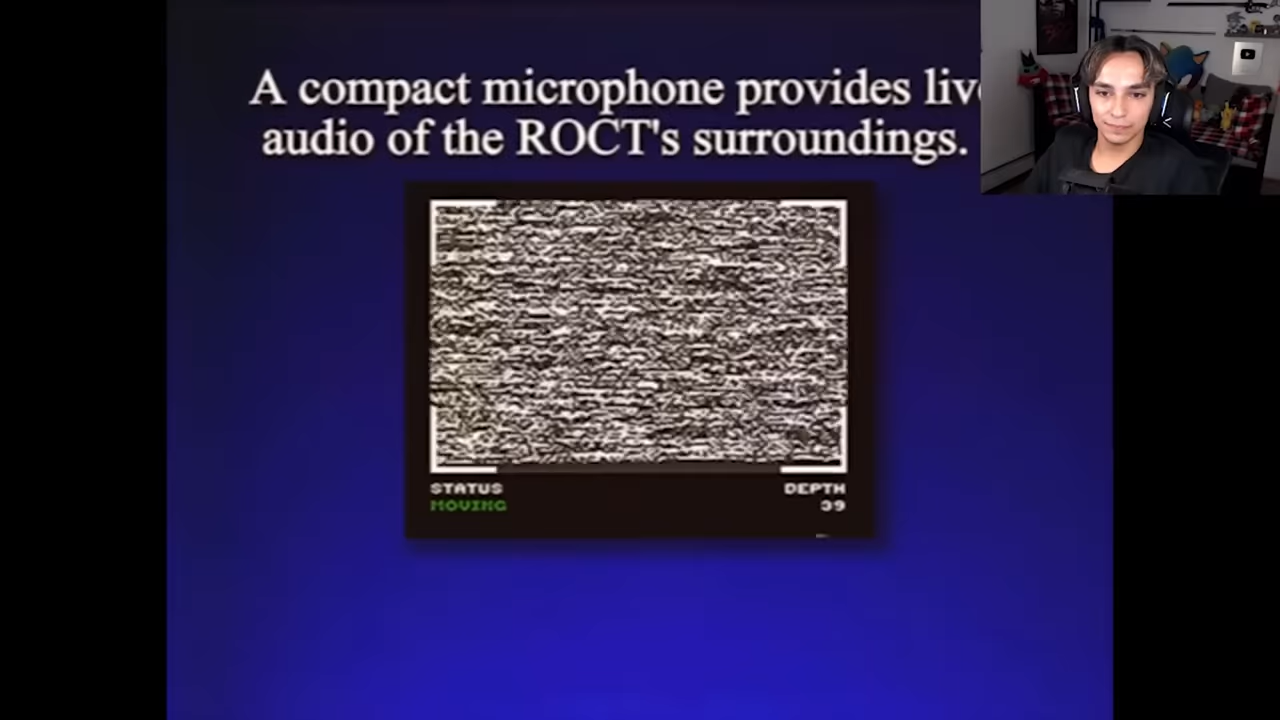 A compact microphone provides liv
audio of the ROCT's surroundings.
STATUS
DEPTH
MOVING
39